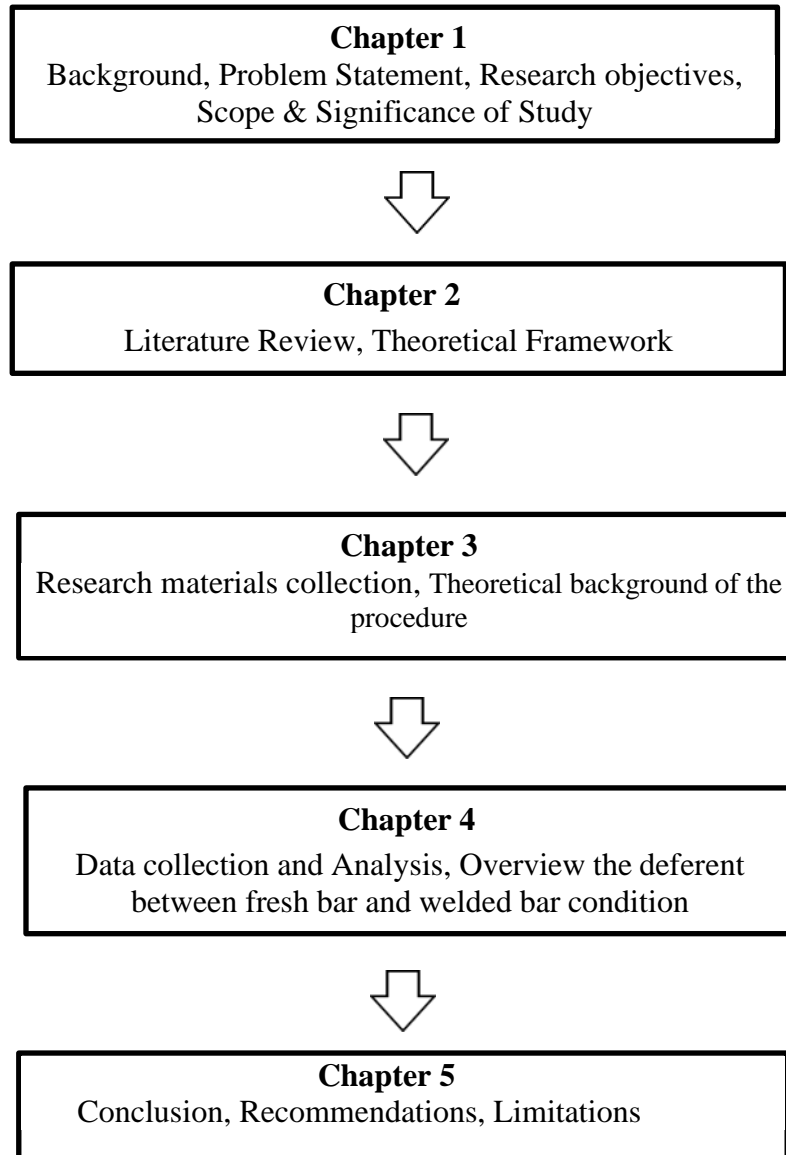 Chapter 1
Background, Problem Statement, Research objectives,
Scope & Significance of Study
Chapter 2
Literature Review, Theoretical Framework
Chapter 3
Research materials collection, Theoretical background of the
procedure
Chapter 4
Data collection and Analysis, Overview the deferent
between fresh bar and welded bar condition
Chapter 5
Conclusion, Recommendations, Limitations